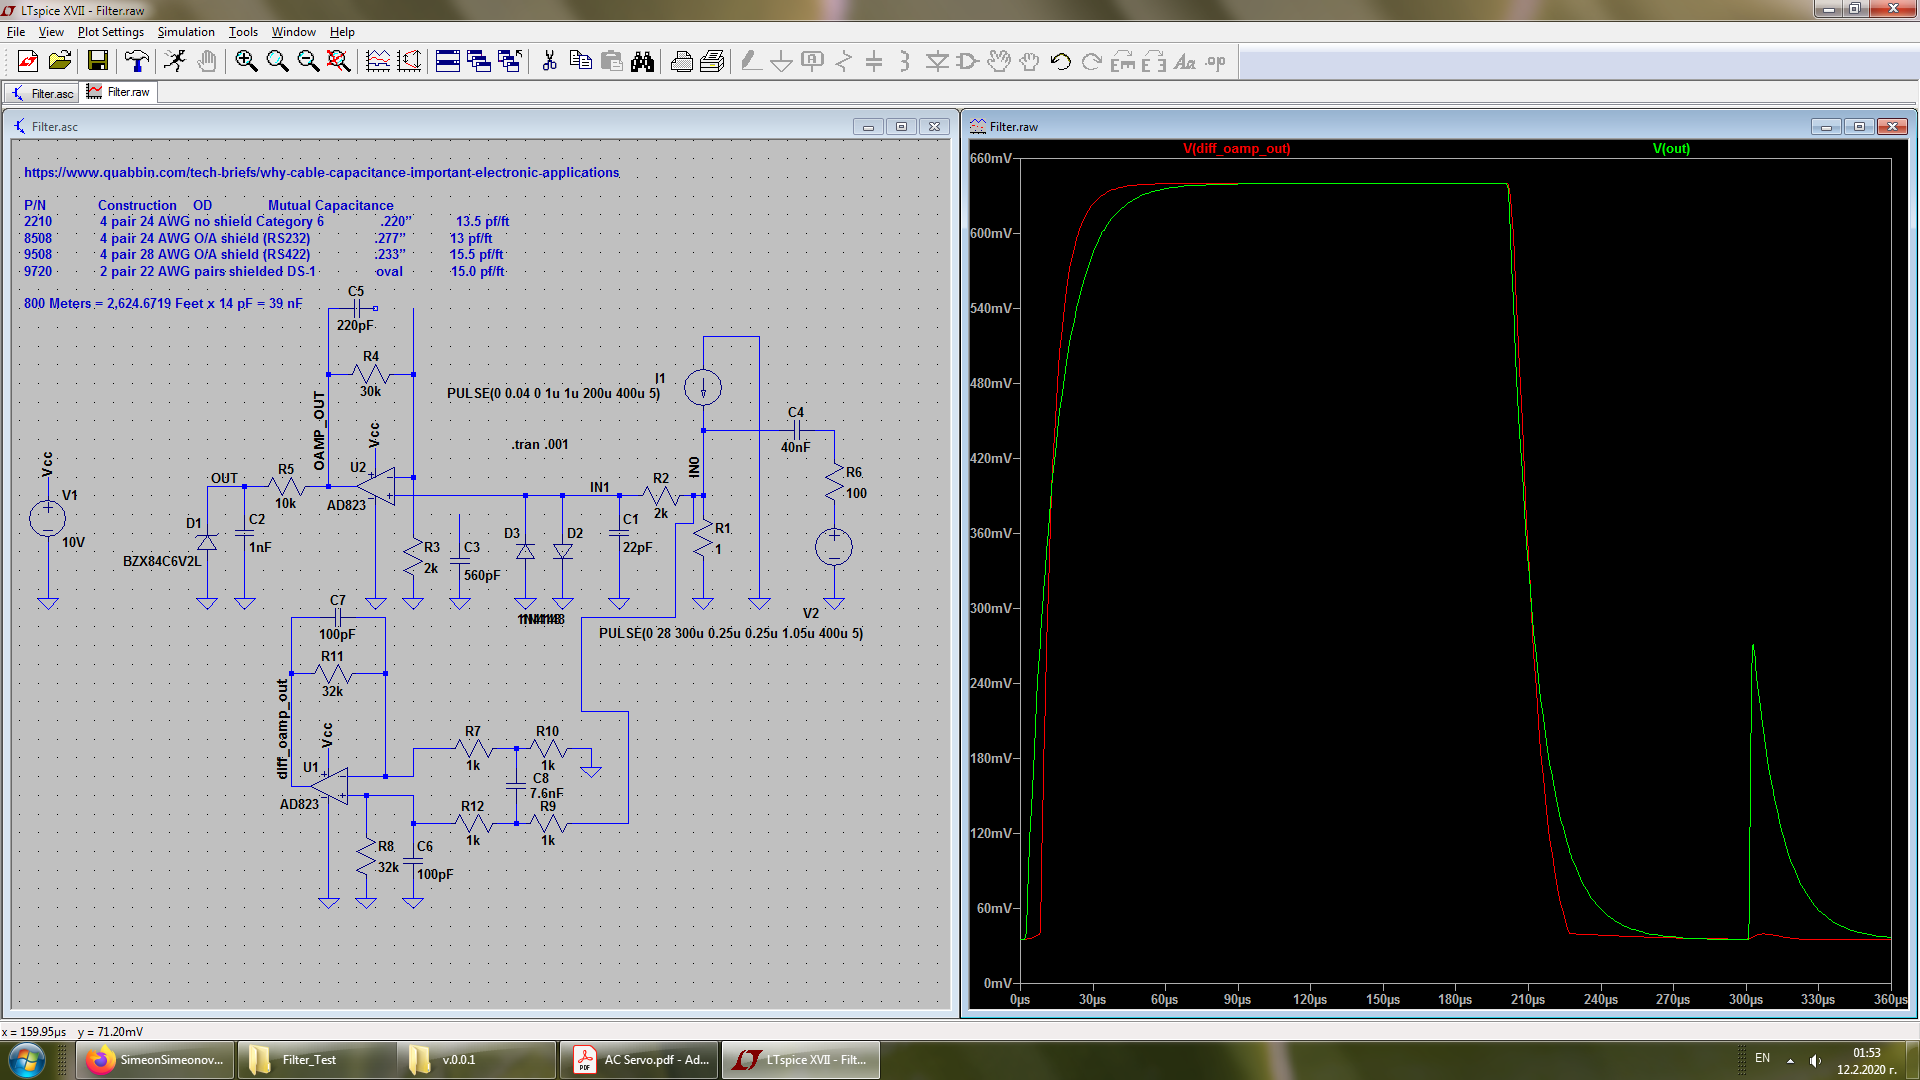 LTspice XVII - Filter.raw
File View Plot Settings Simulation Tools Window Help
Filter.asc Filter.raw
Filter.asc
https://www.quabbin.com/tech-briefs/why-cable-capacitance-important-electronic-applications
P/N Construction OD Mutual Capacitance
2210 4 pair 24 AWG no shield Category 6 .220” 13.5 pf/ft
8508 4 pair 24 AWG O/A shield (RS232) .277” 13 pf/ft
9508 4 pair 28 AWG O/A shield (RS422) .233” 15.5 pf/ft
9720 2 pair 22 AWG pairs shielded DS-1 oval 15.0 pf/ft
800 Meters = 2,624.6719 Feet x 14 pF = 39 nF
C5
220pF
R4
30k
OAMP_OUT
Vcc
U2
AD823
PULSE(0 0.04 0 1u 1u 200u 400u 5)
I1
.tran .001
C4
40nF
R6
100
IN0
IN1
R2
2k
R1
1
C1
22pF
D2
D3
C3
560pF
R3
2k
R5
10k
OUT
C2
1nF
D1
BZX84C6V2L
Vcc
V1
10V
V2
PULSE(0 28 300u 0.25u 0.25u 1.05u 400u 5)
C7
100pF
R11
32k
diff_oamp_out
Vcc
U1
AD823
R7
1k
R10
1k
C8
7.6nF
R12
1k
R9
1k
R8
32k
C6
100pF
Filter.raw
V(diff_oamp_out) V(out)
660mV
600mV
540mV
480mV
420mV
360mV
300mV
240mV
180mV
120mV
60mV
0mV
0µs 30µs 60µs 90µs 120µs 150µs 180µs 210µs 240µs 270µs 300µs 330µs 360µs
x = 159.95µs y = 71.20mV
SimeonSimeonov... Filter_Test v.0.0.1 AC Servo.pdf - Ad... LTspice XVII - Filt...
EN
01:53
12.2.2020 г.